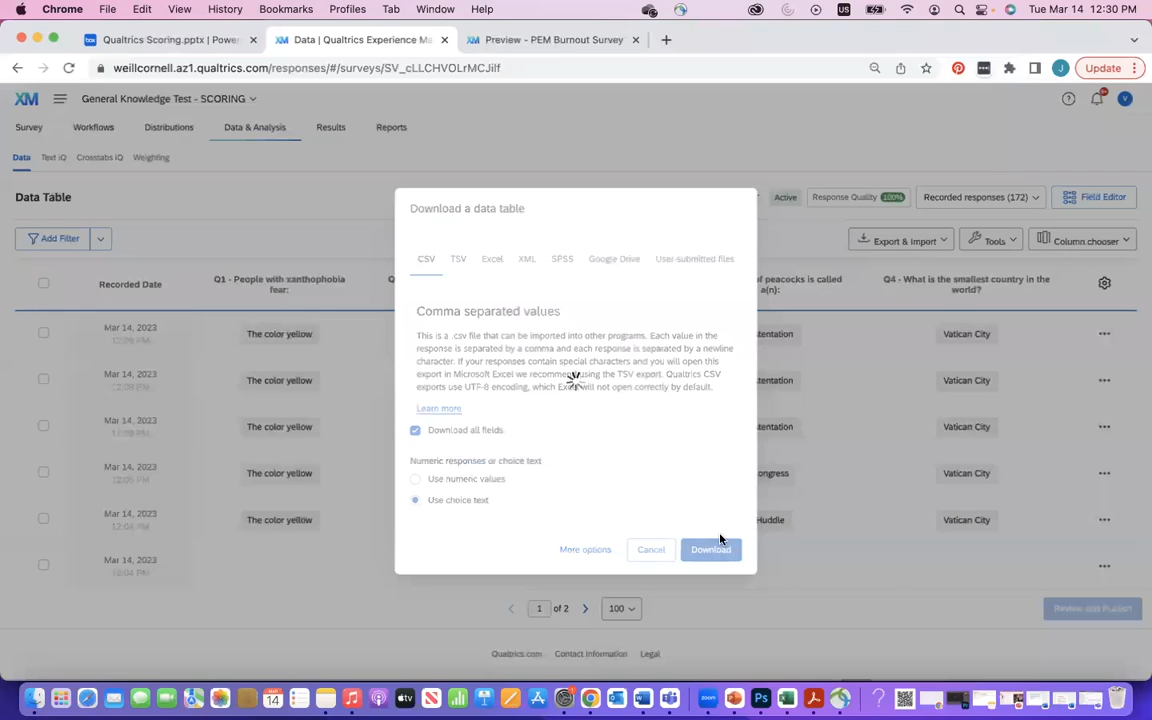 Chrome File Edit View History Bookmarks Profiles Tab Window Help US Tue Mar 14 12:30 PM
box Qualtrics Scoring.pptx | Power × XM Data | Qualtrics Experience Ma × XM Preview - PEM Burnout Survey × +
weillcornell.az1.qualtrics.com/responses/#/surveys/SV_cLLCHVOLrMCJilf J Update
XM General Knowledge Test - SCORING ? 9+ V
Survey Workflows Distributions Data & Analysis Results Reports
Data Text iQ Crosstabs iQ Weighting
Data Table Active Response Quality 100% Recorded responses (172) Field Editor
Add Filter Export & Import Tools Column chooser
Recorded Date Q1 - People with xanthophobia fear: of peacocks is called a(n): Q4 - What is the smallest country in the world?
Mar 14, 2023 The color yellow tentation Vatican City
Mar 14, 2023 The color yellow tentation Vatican City
Mar 14, 2023 The color yellow tentation Vatican City
Mar 14, 2023 The color yellow ongress Vatican City
12:05 PM
Mar 14, 2023 The color yellow Huddle Vatican City
12:04 PM
Mar 14, 2023
12:04 PM
Download a data table
CSV TSV Excel XML SPSS Google Drive User-submitted files
Comma separated values
This is a .csv file that can be imported into other programs. Each value in the
response is separated by a comma and each response is separated by a newline
character. If your responses contain special characters and you will open this
export in Microsoft Excel we recommend using the TSV export. Qualtrics CSV
exports use UTF-8 encoding, which Excel will not open correctly by default.
Learn more
Download all fields
Numeric responses or choice text
Use numeric values
Use choice text
More options Cancel Download
1 of 2 100 Review and Publish
Qualtrics.com Contact Information Legal